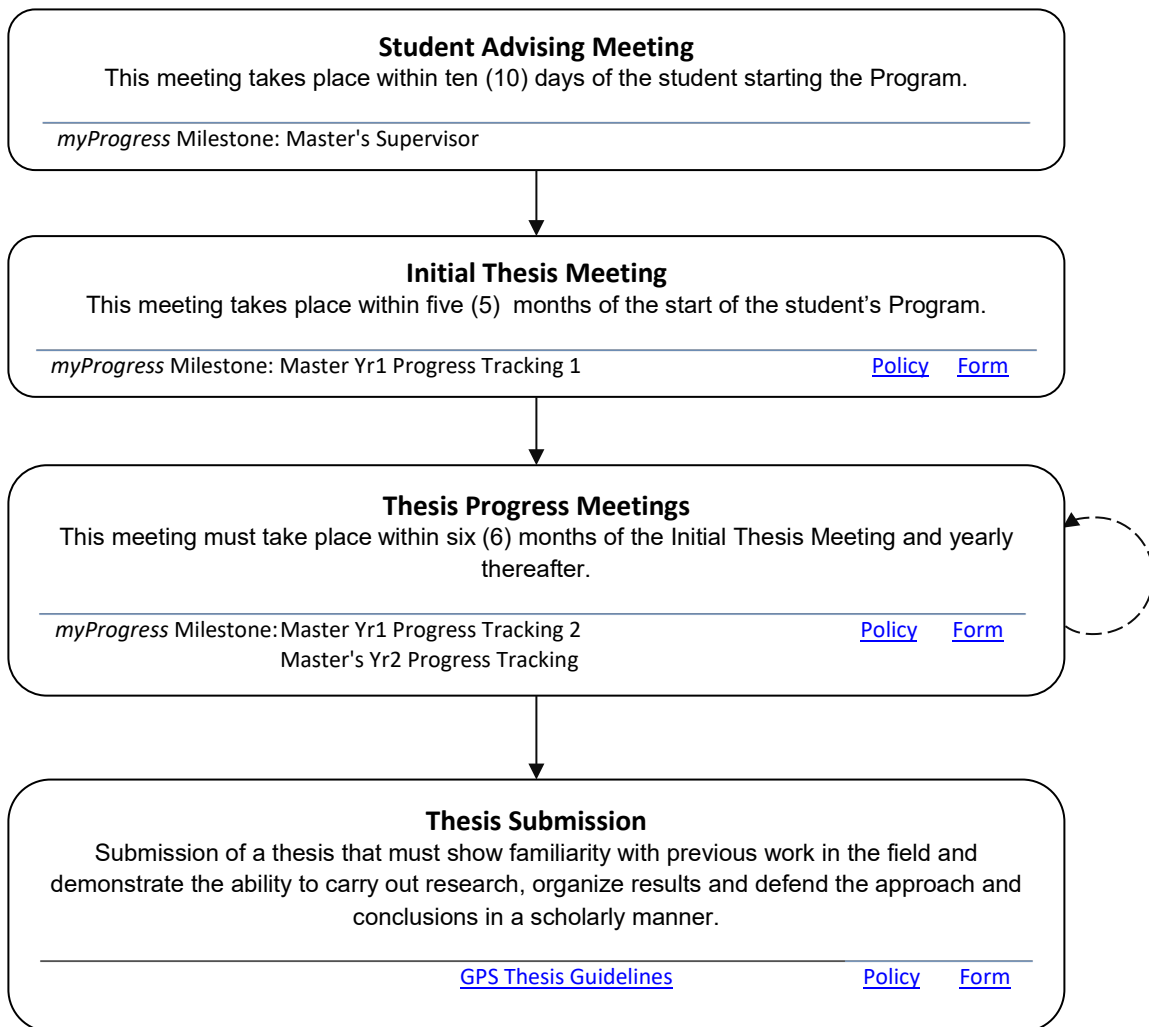 Student Advising Meeting
This meeting takes place within ten (10) days of the student starting the Program.
myProgress Milestone: Master's Supervisor
Initial Thesis Meeting
This meeting takes place within five (5)  months of the start of the student’s Program.
myProgress Milestone: Master Yr1 Progress Tracking 1 Policy Form
Thesis Progress Meetings
This meeting must take place within six (6) months of the Initial Thesis Meeting and yearly
thereafter.
myProgress Milestone: Master Yr1 Progress Tracking 2 Policy Form
Master's Yr2 Progress Tracking
Thesis Submission
Submission of a thesis that must show familiarity with previous work in the field and
demonstrate the ability to carry out research, organize results and defend the approach and
conclusions in a scholarly manner.
GPS Thesis Guidelines Policy Form